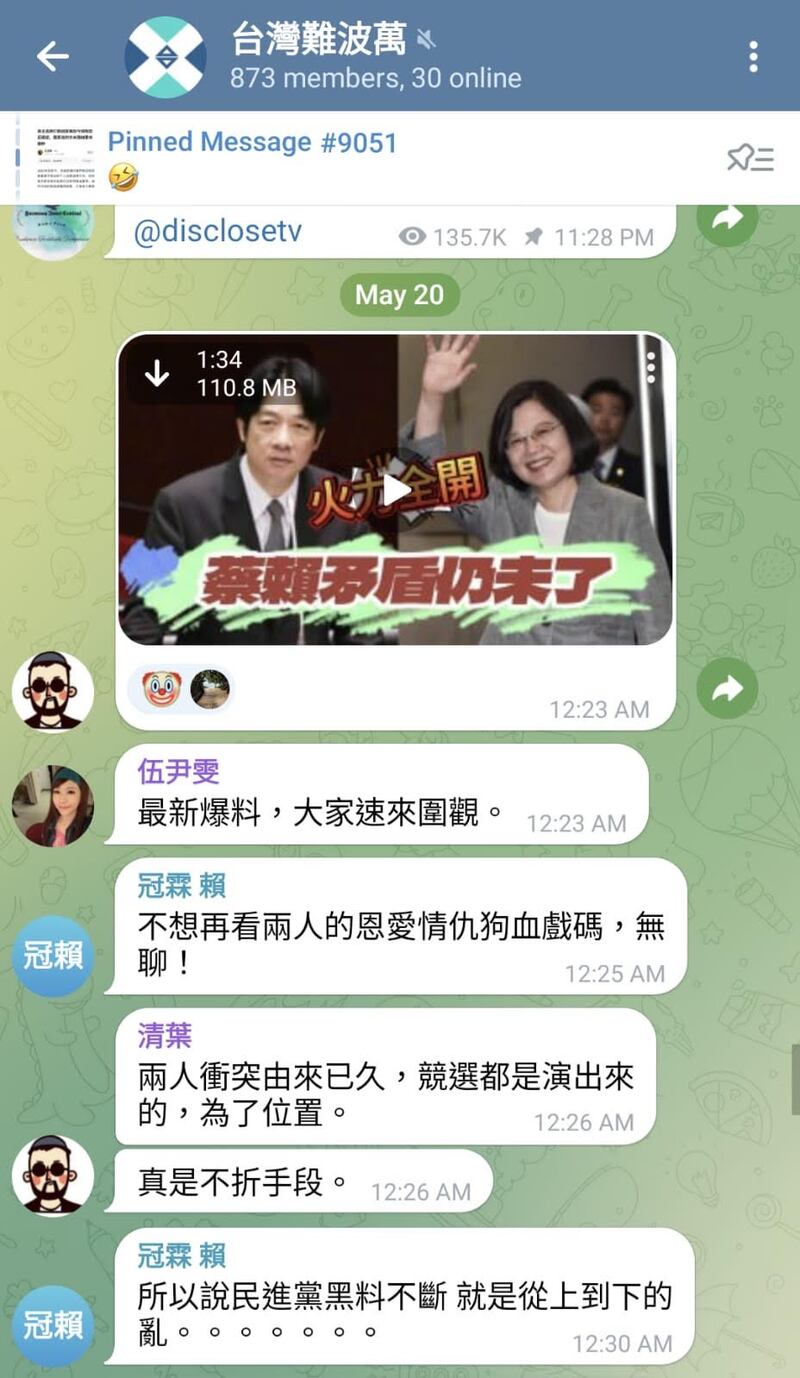 台灣難波萬
873 members, 30 online
Pinned Message #9051
@disclosetv
135.7K 11:28 PM
May 20
1:34
110.8 MB
火力全開
蔡賴矛盾仍未了
12:23 AM
伍尹雯
最新爆料，大家速來圍觀。 12:23 AM
冠霖 賴
不想再看兩人的恩愛情仇狗血戲碼，無
聊！
12:25 AM
冠賴
清葉
兩人衝突由來已久，競選都是演出來
的，為了位置。
12:26 AM
真是不折手段。 12:26 AM
冠霖 賴
所以說民進黨黑料不斷 就是從上到下的
亂。。。。。。。
12:30 AM
冠賴